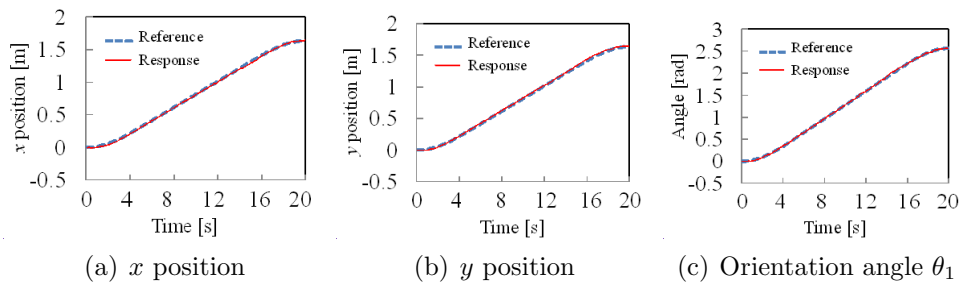 2
1.5
1
0.5
0
-0.5
x position [m]
Reference
Response
0 4 8 12 16 20
Time [s]
(a) x position
2
1.5
1
0.5
0
-0.5
y position [m]
Reference
Response
0 4 8 12 16 20
Time [s]
(b) y position
3
2.5
2
1.5
1
0.5
0
-0.5
Angle [rad]
Reference
Response
0 4 8 12 16 20
Time [s]
(c) Orientation angle θ₁